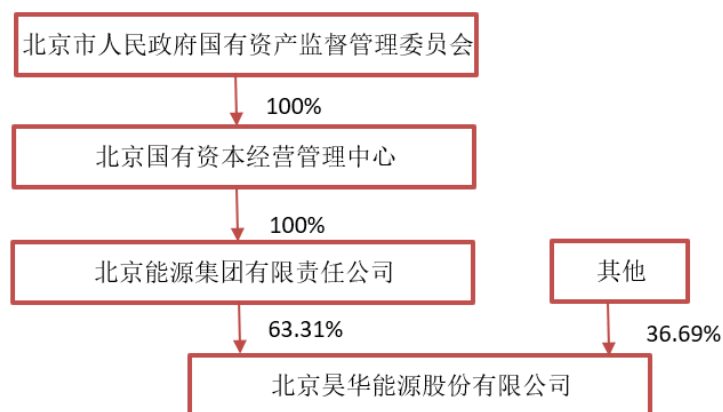 北京市人民政府国有资产监督管理委员会
100%
北京国有资本经营管理中心
100%
北京能源集团有限责任公司
其他
63.31%
36.69%
北京昊华能源股份有限公司